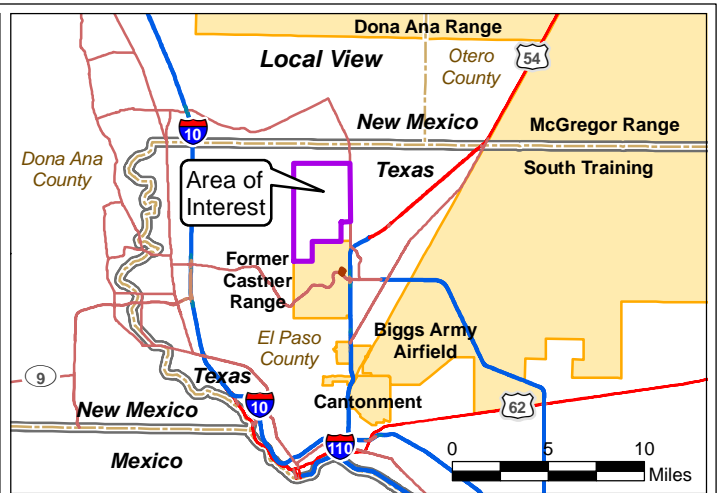 Dona Ana Range
Local View
Otero
County
54
10
New Mexico
McGregor Range
Dona Ana
County
Texas
South Training
Area of
Interest
Former
Castner
Range
El Paso
County
Biggs Army
Airfield
9
Texas
10
Cantonment
62
New Mexico
110
Mexico
0 5 10
Miles